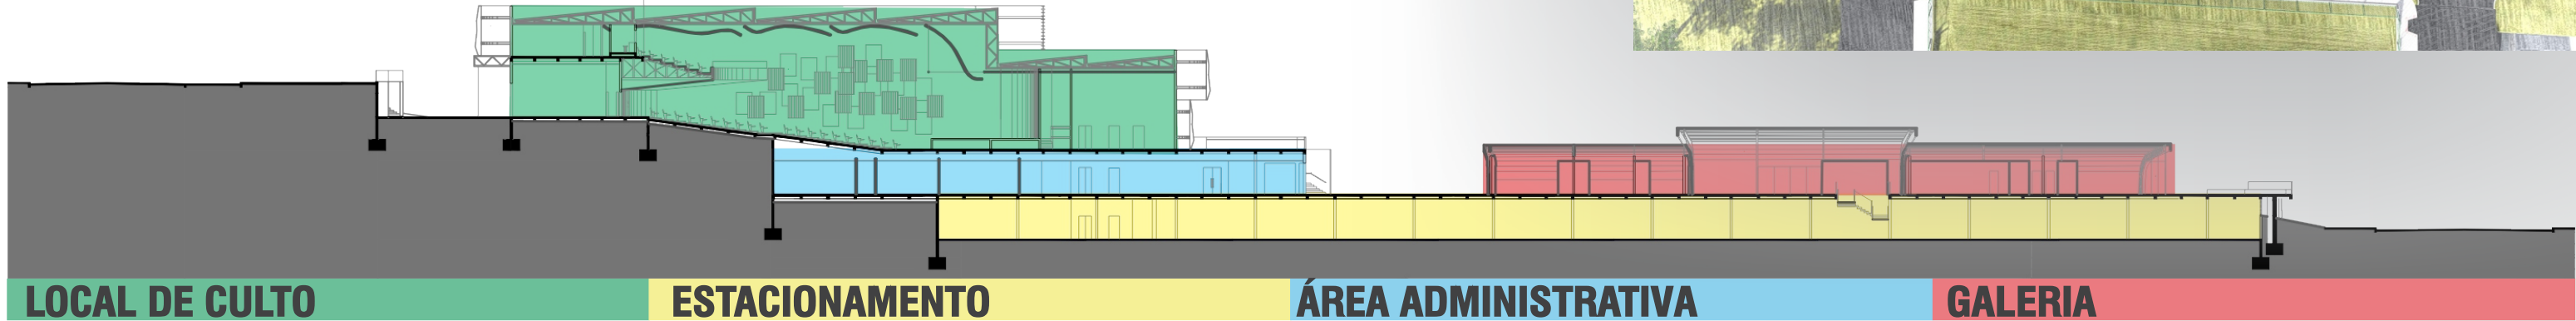 LOCAL DE CULTO
ESTACIONAMENTO
ÁREA ADMINISTRATIVA
GALERIA